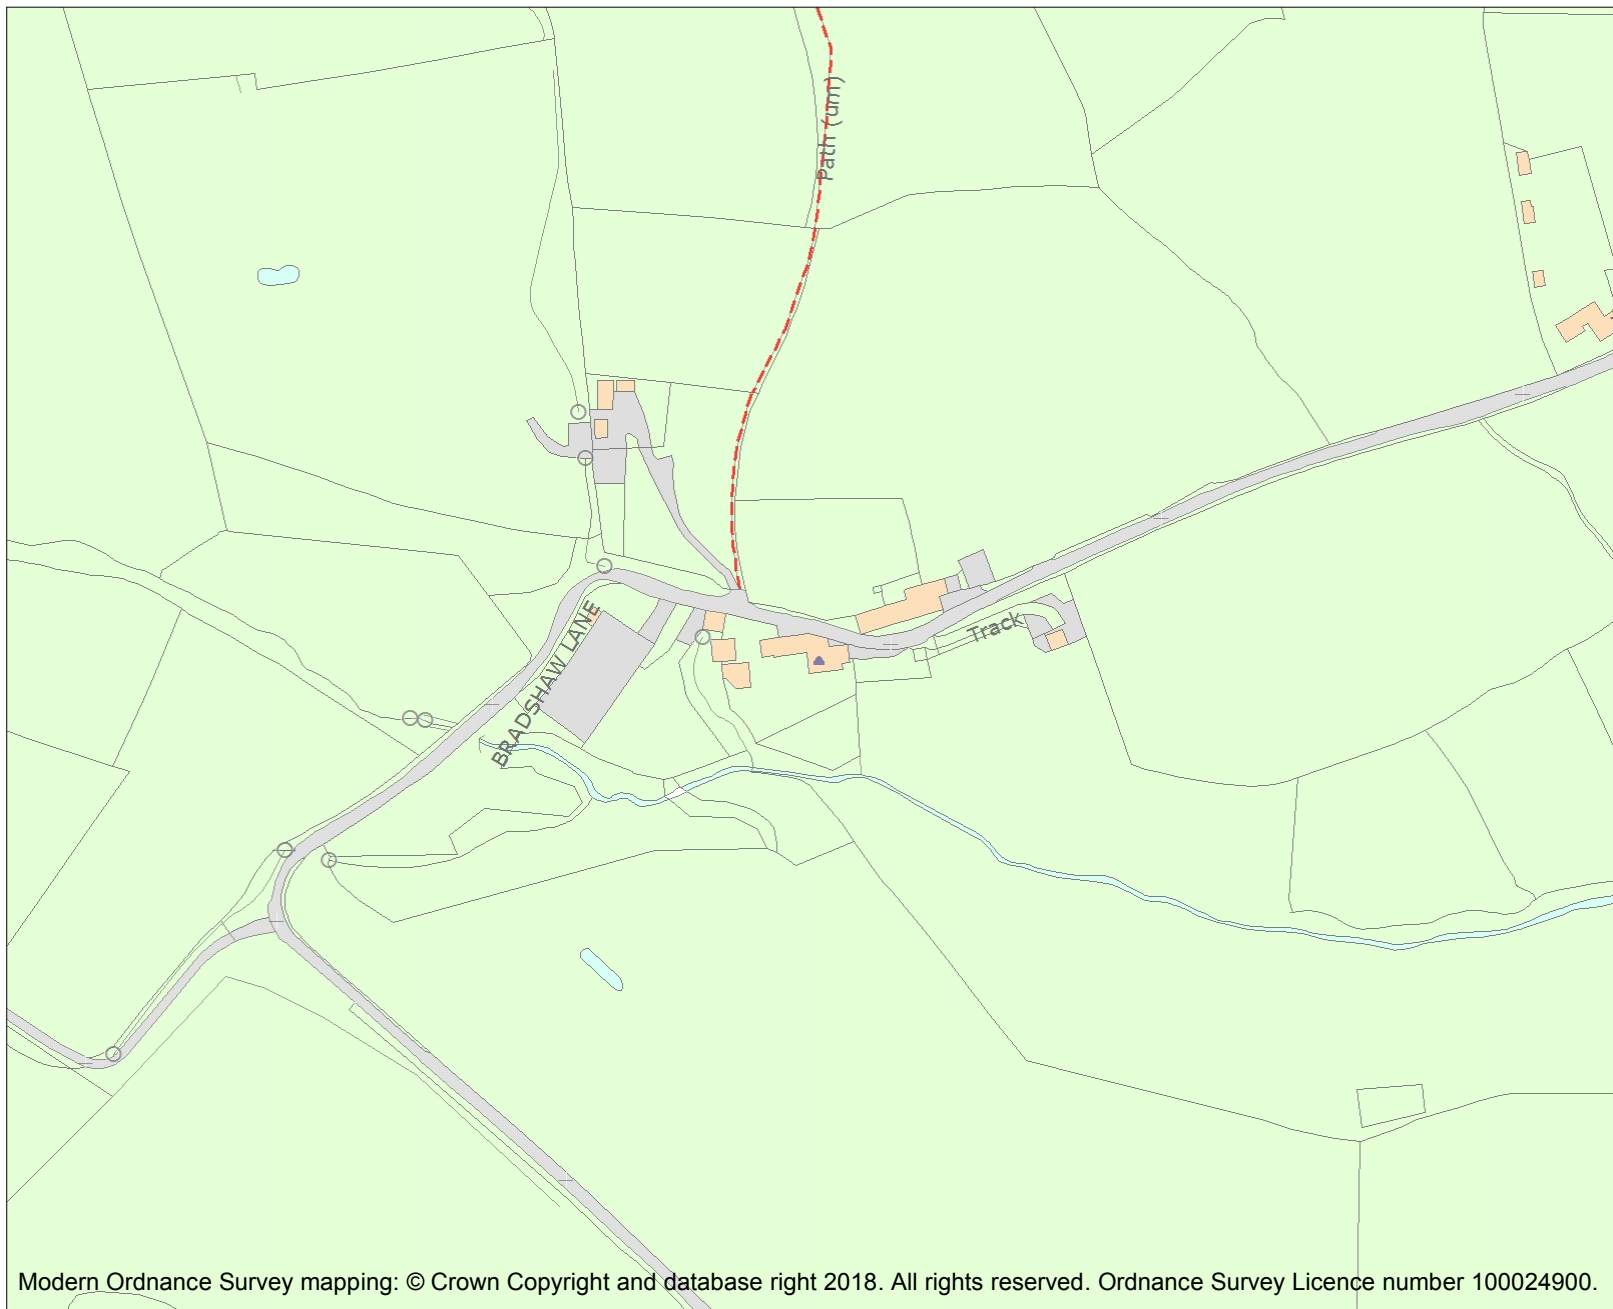 Path (um)
Track
BRADSHAW LANE
Modern Ordnance Survey mapping: © Crown Copyright and database right 2018. All rights reserved. Ordnance Survey Licence number 100024900.